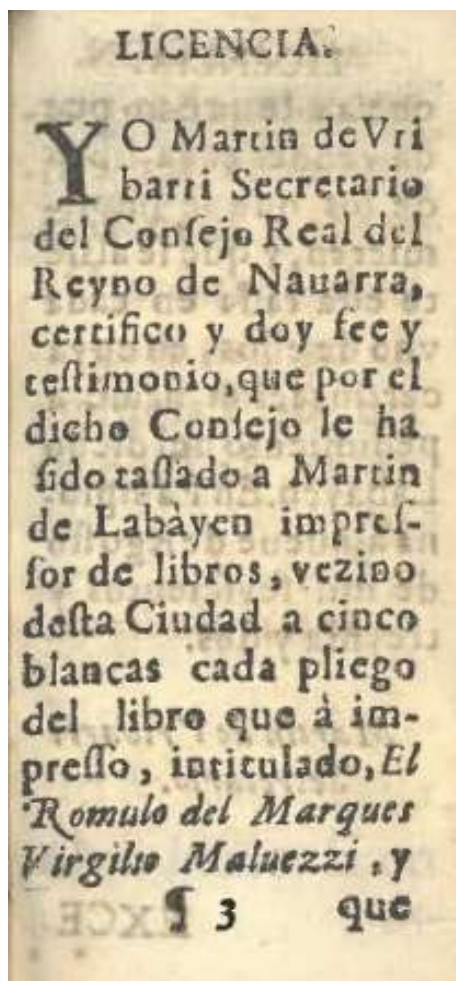 LICENCIA.
YO Martin de Vri
barri Secretario
del Conſejo Real del
Reyno de Nauarra,
certifico y doy fee y
teſtimonio, que por el
dicho Conſejo le ha
ſido taſſado a Martin
de Labàyen impreſ-
ſor de libros, vezino
deſta Ciudad a cinco
blancas cada pliego
del libro que à im-
preſſo, intitulado, El
Romulo del Marques
Virgilio Maluezzi, y
¶ 3 que